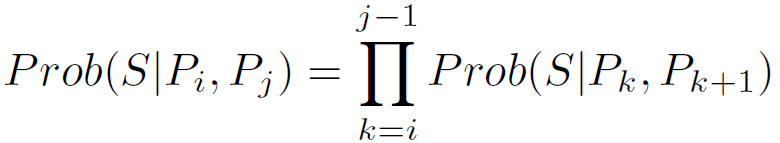 Prob(S|P_i, P_j) = \prod_{k=i}^{j-1} Prob(S|P_k, P_{k+1})